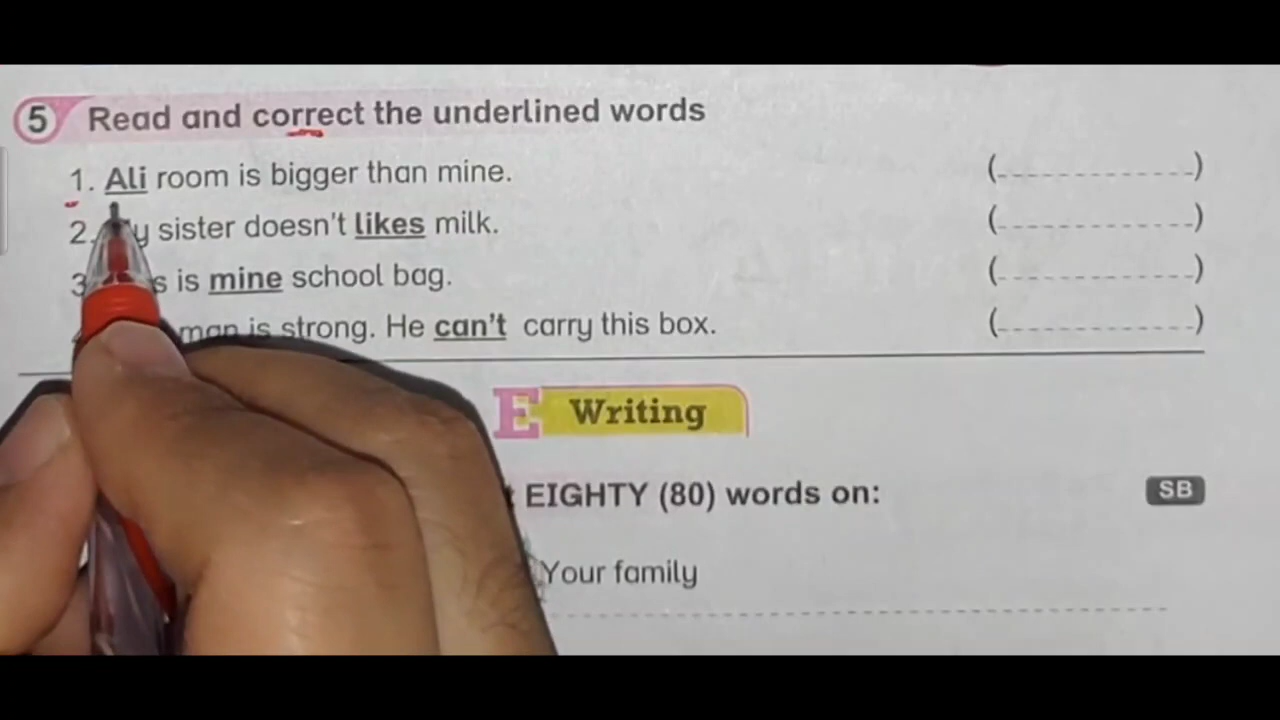 5 Read and correct the underlined words
1. Ali room is bigger than mine. (....................)
2. sister doesn't likes milk. (....................)
3 is mine school bag. (....................)
man is strong. He can't carry this box. (....................)
E Writing
EIGHTY (80) words on: SB
Your family